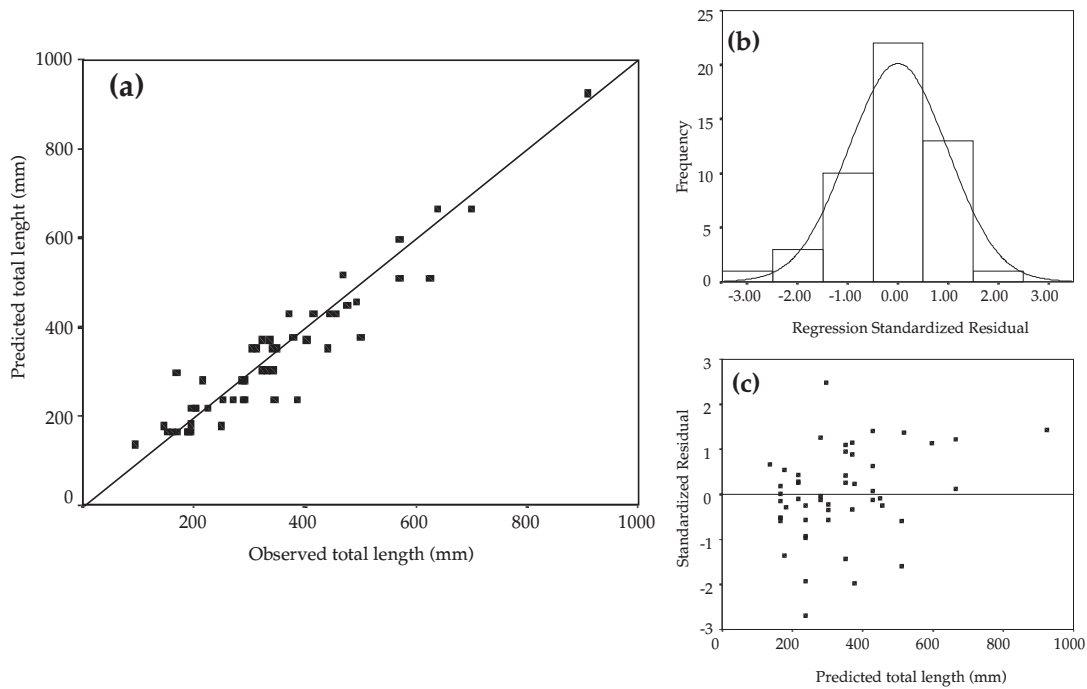 (a)
1000
800
600
400
200
0
Predicted total lenght (mm)
200 400 600 800 1000
Observed total length (mm)
(b)
25
20
15
10
5
0
Frequency
-3.00 -2.00 -1.00 0.00 1.00 2.00 3.00
Regression Standardized Residual
(c)
3
2
1
0
-1
-2
-3
Standardized Residual
0 200 400 600 800 1000
Predicted total length (mm)